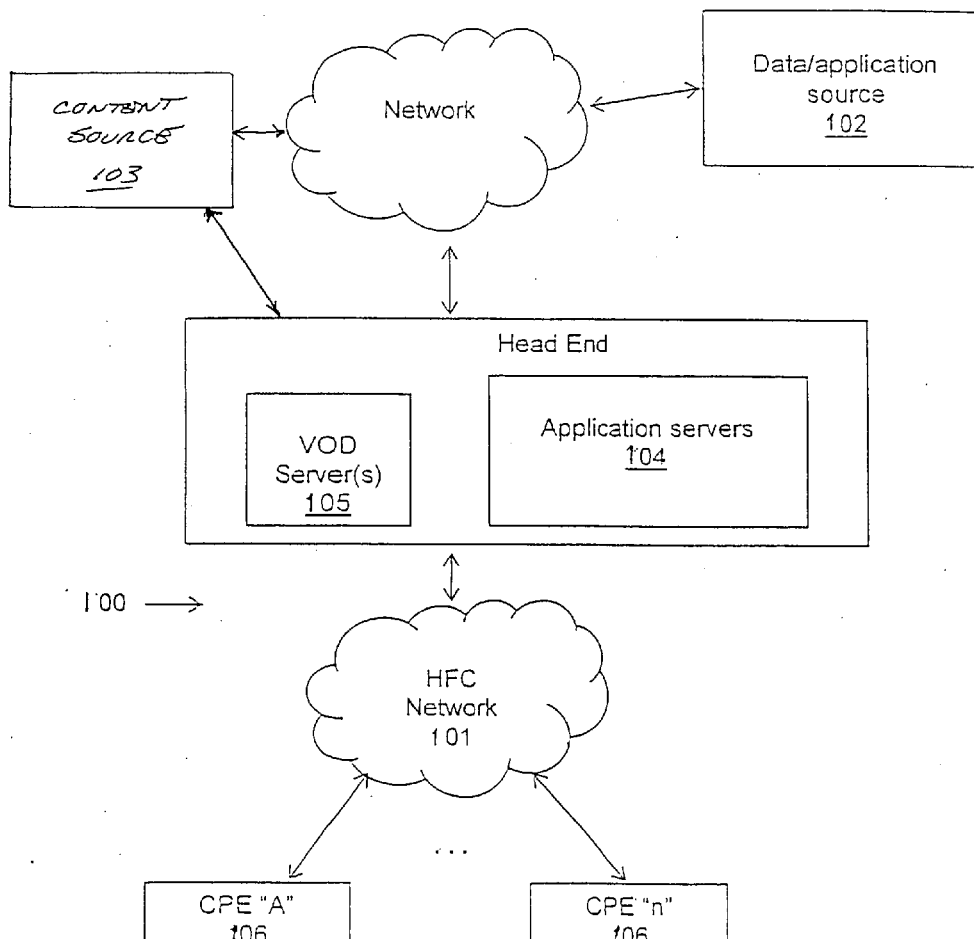 CONTENT
SOURCE
103
Network
Data/application
source
102
Head End
VOD
Server(s)
105
Application servers
104
100
HFC
Network
101
...
CPE "A"
106
CPE "n"
106